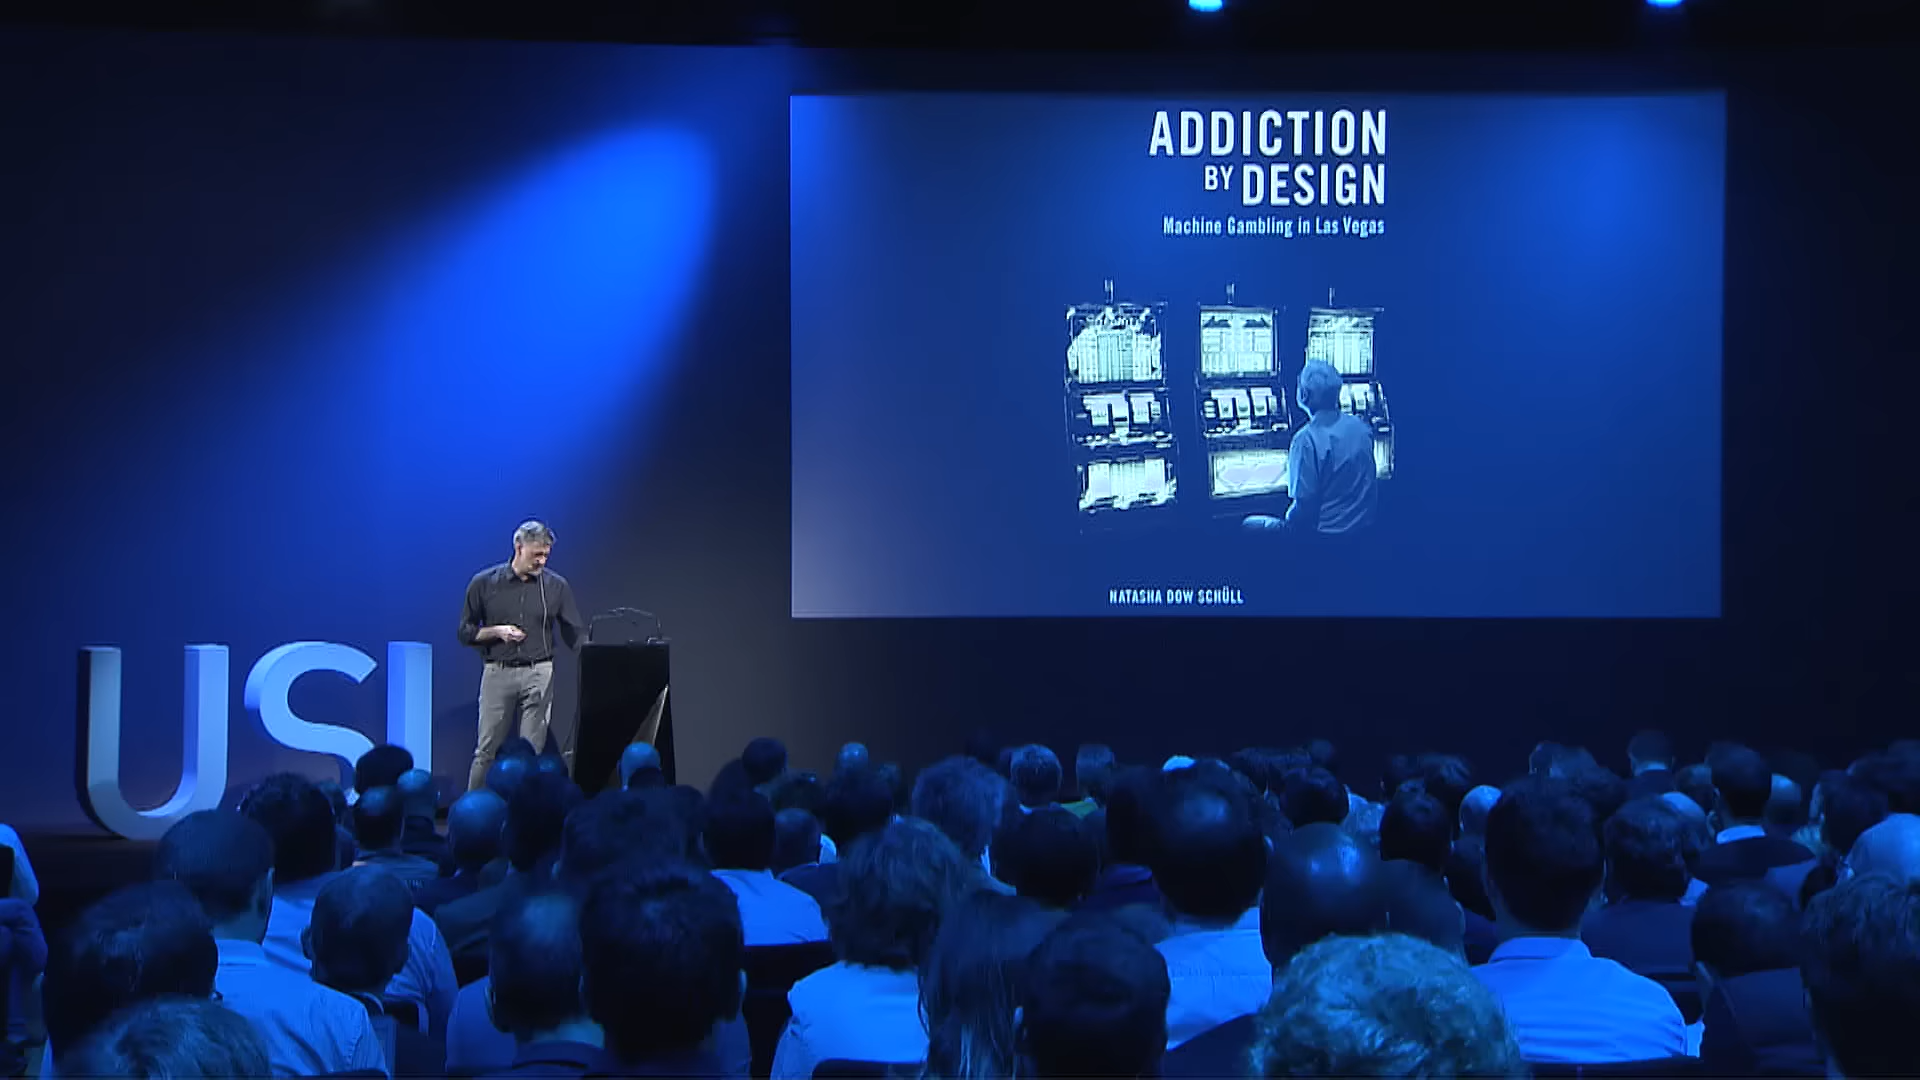 ADDICTION
BY DESIGN
Machine Gambling in Las Vegas
NATASHA DOW SCHÜLL
USI